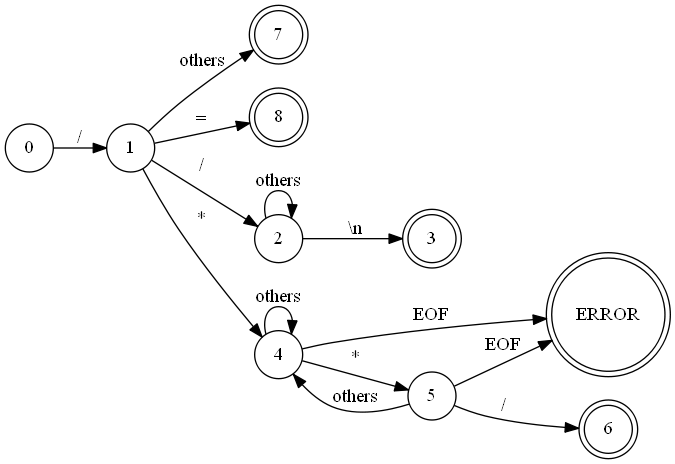 7
others
8
=
0
/
1
/
others
*
2
\n
3
others
EOF
ERROR
4
*
EOF
others
5
/
6